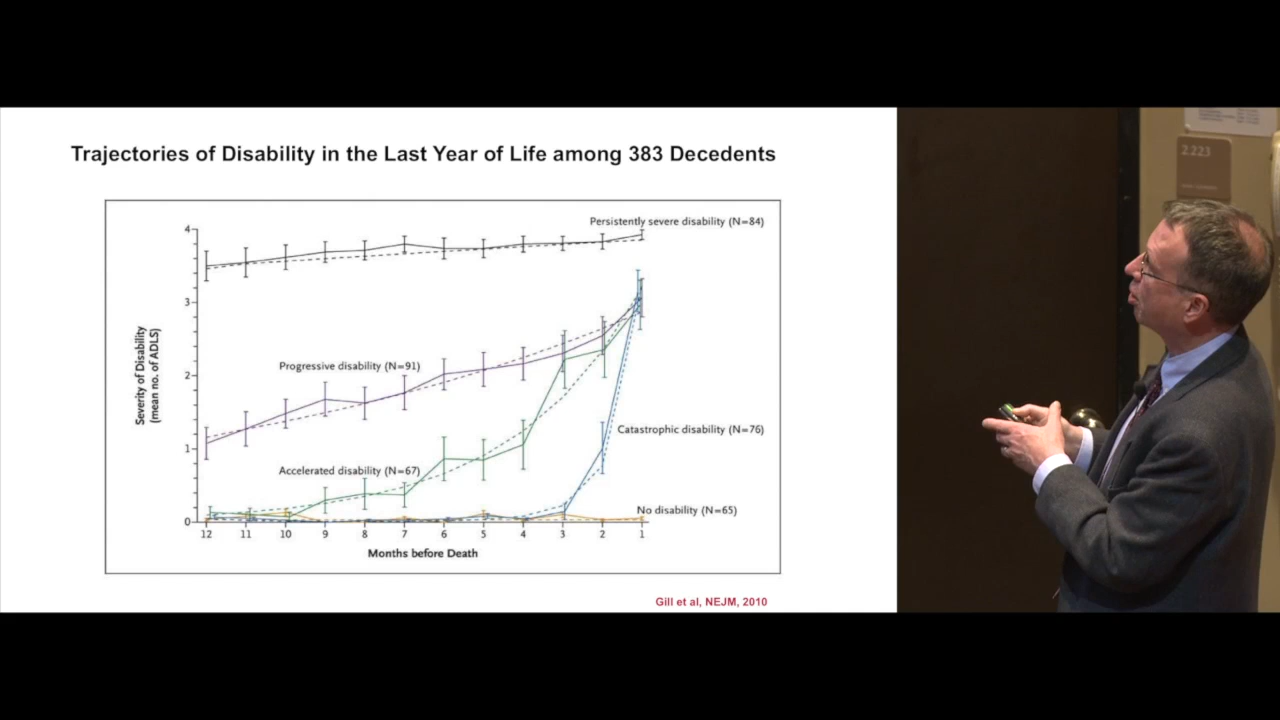 Trajectories of Disability in the Last Year of Life among 383 Decedents
Persistently severe disability (N=84)
4
3
2
1
0
Severity of Disability
(mean no. of ADLS)
Progressive disability (N=91)
Catastrophic disability (N=76)
Accelerated disability (N=67)
No disability (N=65)
12 11 10 9 8 7 6 5 4 3 2 1
Months before Death
Gill et al, NEJM, 2010
2.223